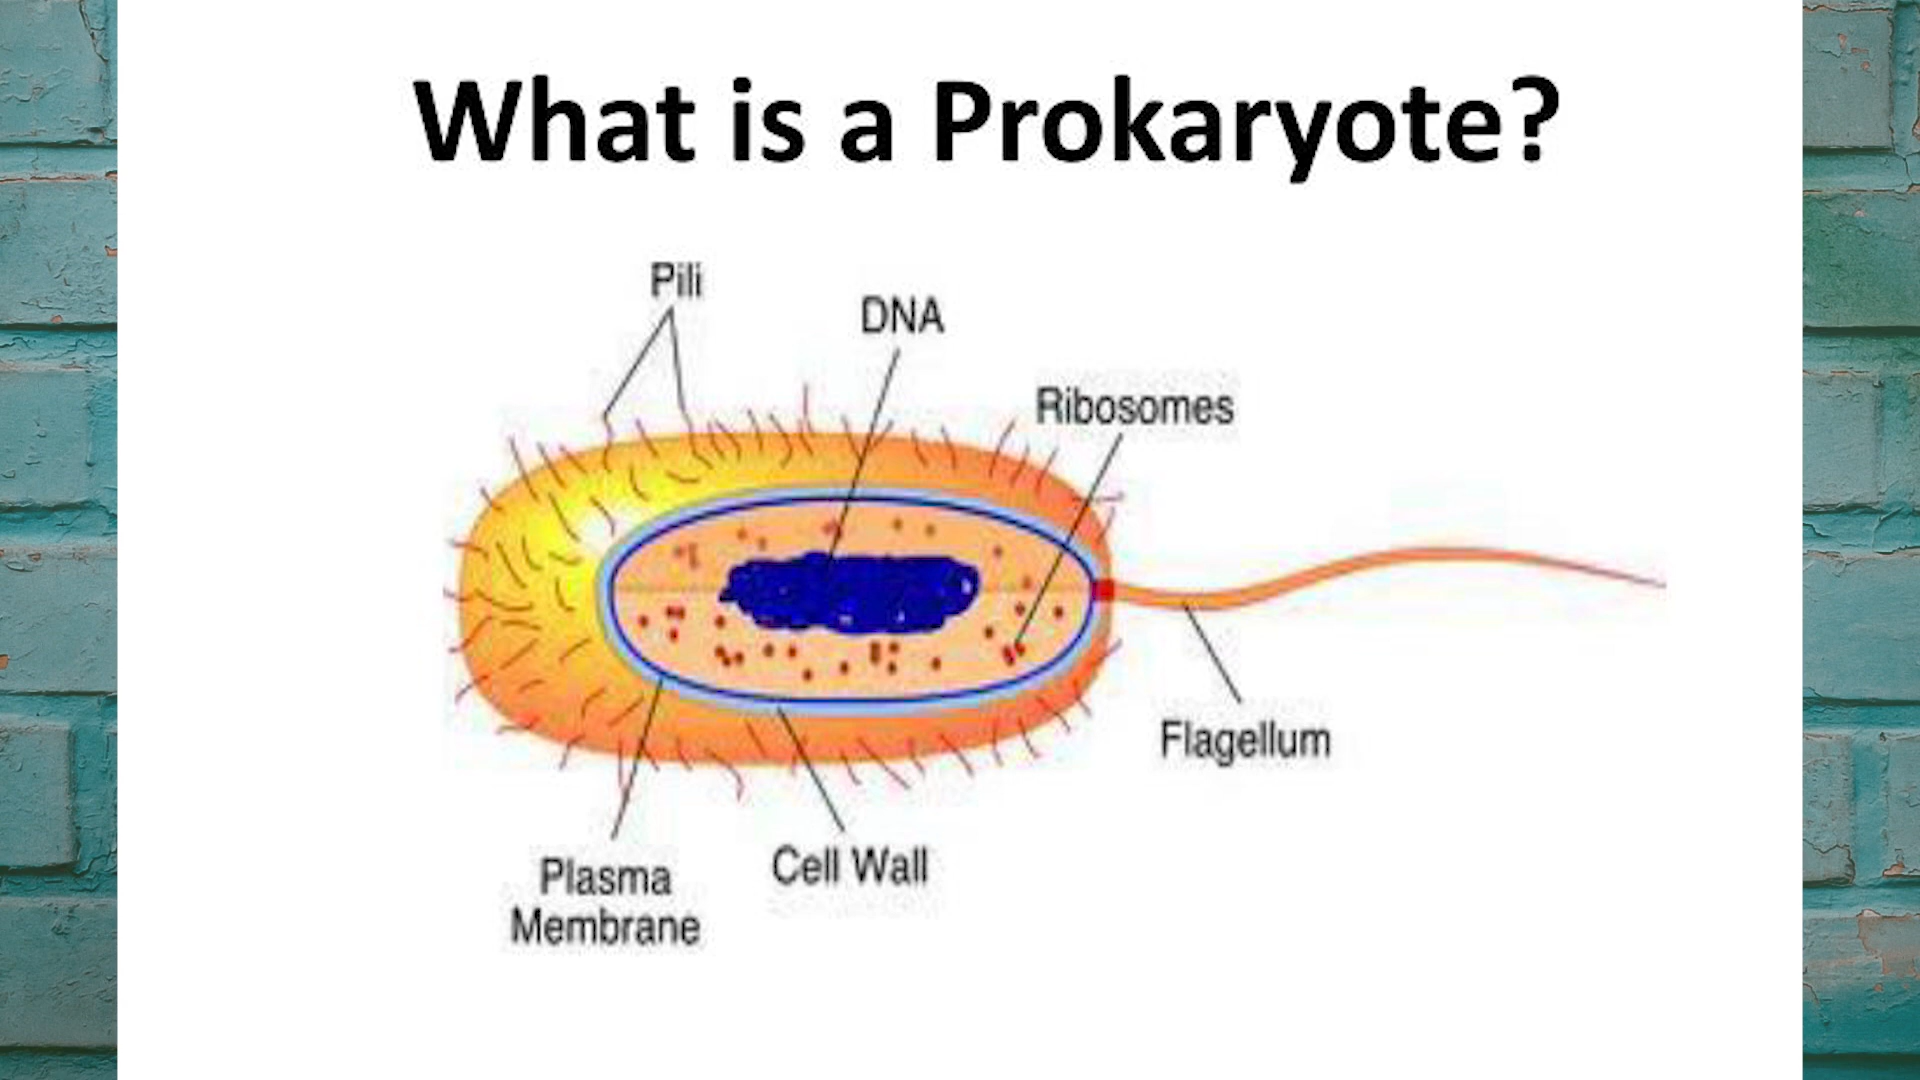 What is a Prokaryote?
Pili
DNA
Ribosomes
Flagellum
Cell Wall
Plasma
Membrane